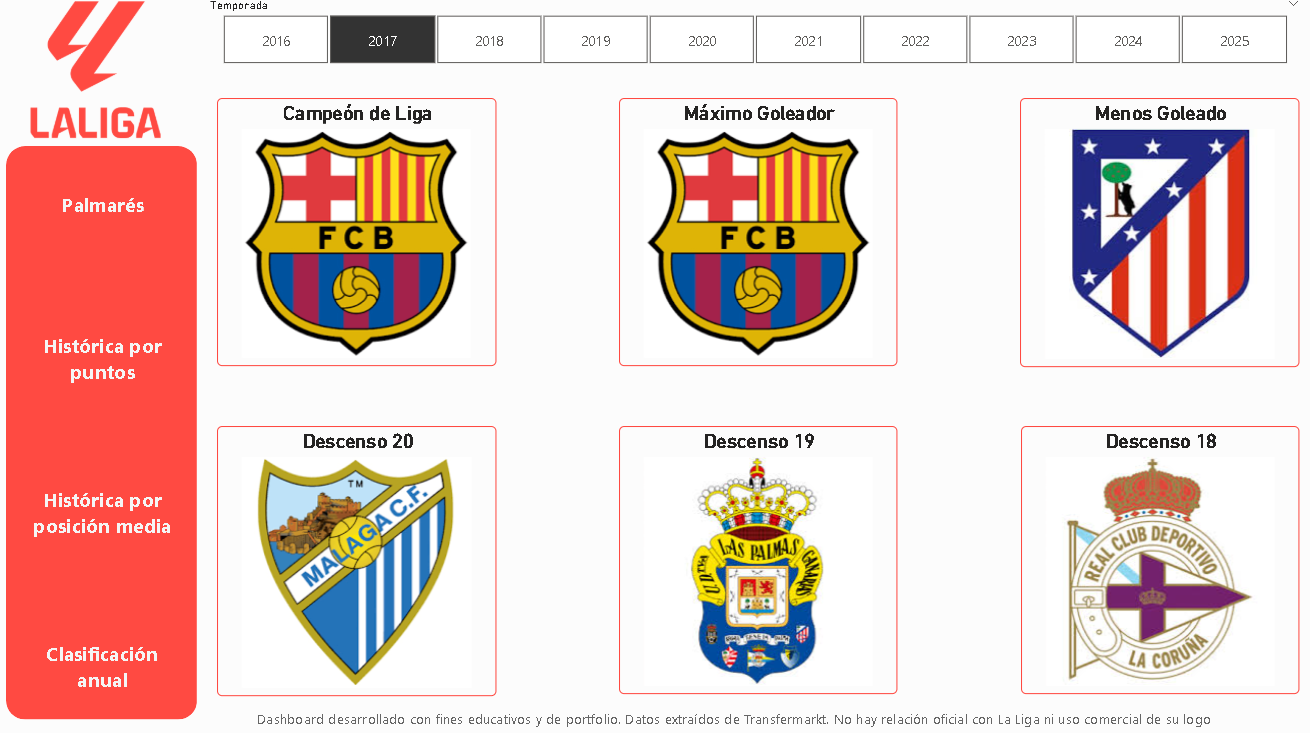 Temporada
2016
2017
2018
2019
2020
2021
2022
2023
2024
2025
LALIGA
Palmarés
Histórica por
puntos
Histórica por
posición media
Clasificación
anual
Campeón de Liga
FCB
Máximo Goleador
FCB
Menos Goleado
Descenso 20
TM
MALAGA C.F.
Descenso 19
LAS PALMAS
Descenso 18
REAL CLUB DEPORTIVO
LA CORUÑA
Dashboard desarrollado con fines educativos y de portfolio. Datos extraídos de Transfermarkt. No hay relación oficial con La Liga ni uso comercial de su logo